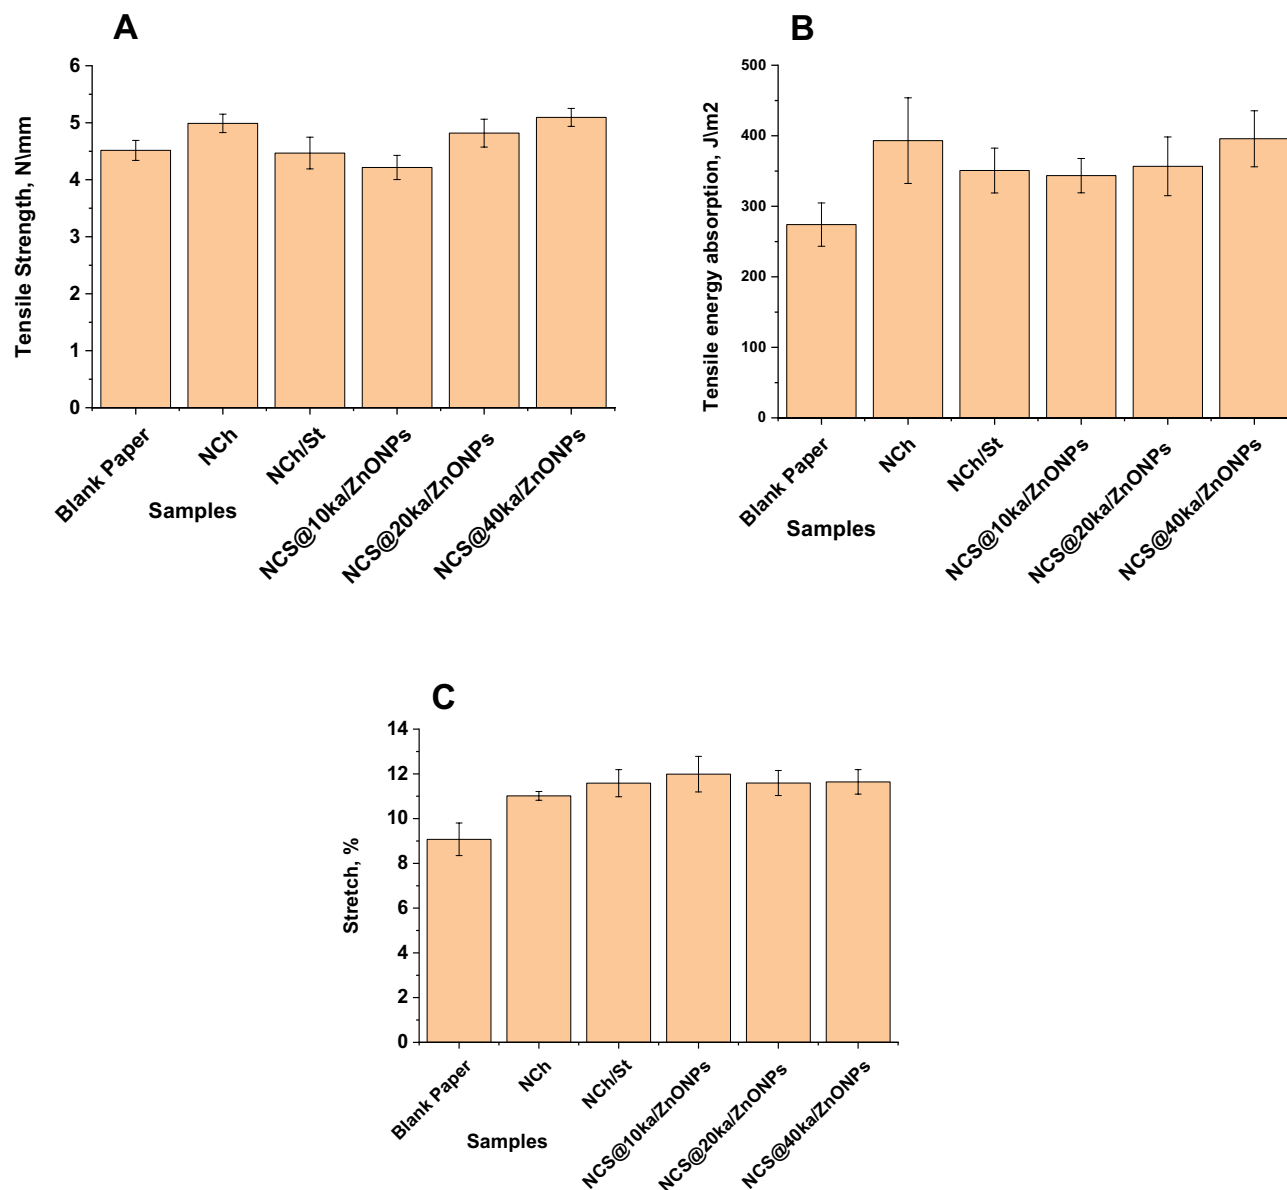 A
Tensile Strength, N\mm
6
5
4
3
2
1
0
Blank Paper
NCh
NCh/St
NCS@10ka/ZnONPs
NCS@20ka/ZnONPs
NCS@40ka/ZnONPs
Samples
B
Tensile energy absorption, J\m2
500
400
300
200
100
0
Blank Paper
NCh
NCh/St
NCS@10ka/ZnONPs
NCS@20ka/ZnONPs
NCS@40ka/ZnONPs
Samples
C
Stretch, %
14
12
10
8
6
4
2
0
Blank Paper
NCh
NCh/St
NCS@10ka/ZnONPs
NCS@20ka/ZnONPs
NCS@40ka/ZnONPs
Samples